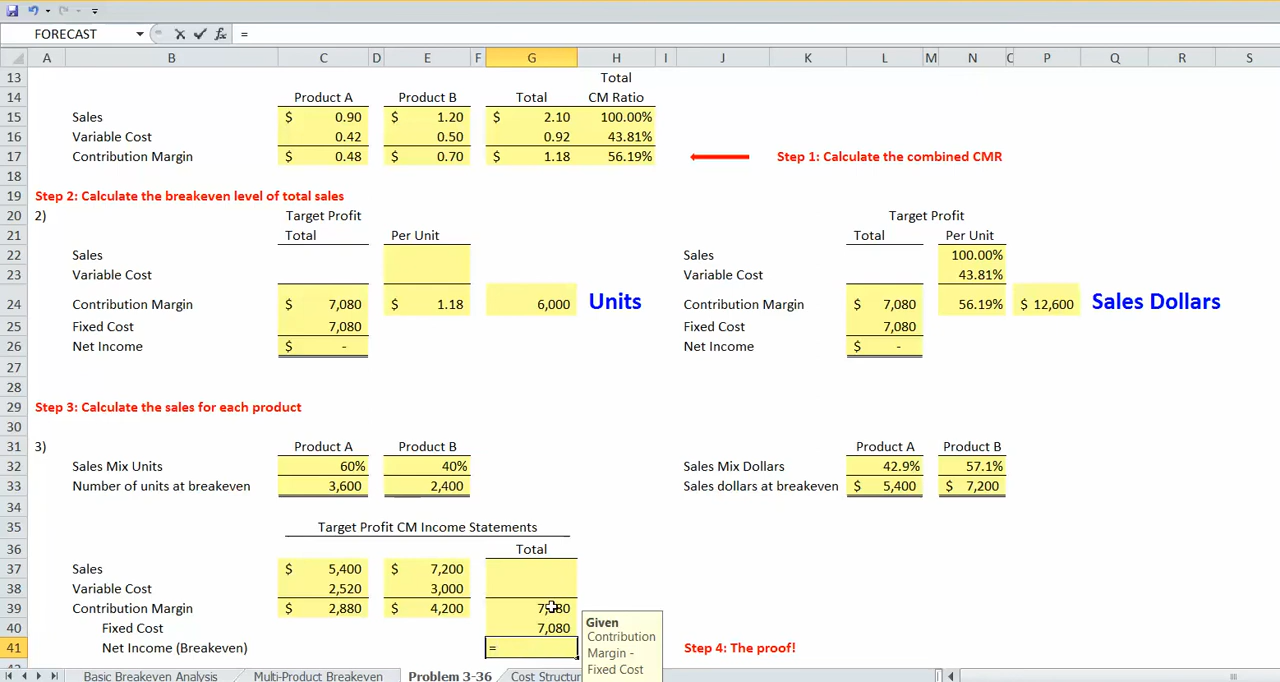 FORECAST =
A B C D E F G H I J K L M N C P Q R S
13 Total
14 Product A Product B Total CM Ratio
15 Sales $ 0.90 $ 1.20 $ 2.10 100.00%
16 Variable Cost 0.42 0.50 0.92 43.81%
17 Contribution Margin $ 0.48 $ 0.70 $ 1.18 56.19% Step 1: Calculate the combined CMR
18
19 Step 2: Calculate the breakeven level of total sales
20 2) Target Profit Target Profit
21 Total Per Unit Total Per Unit
22 Sales Sales 100.00%
23 Variable Cost Variable Cost 43.81%
24 Contribution Margin $ 7,080 $ 1.18 6,000 Units Contribution Margin $ 7,080 56.19% $ 12,600 Sales Dollars
25 Fixed Cost 7,080 Fixed Cost 7,080
26 Net Income $ - Net Income $ -
27
28
29 Step 3: Calculate the sales for each product
30
31 3) Product A Product B Product A Product B
32 Sales Mix Units 60% 40% Sales Mix Dollars 42.9% 57.1%
33 Number of units at breakeven 3,600 2,400 Sales dollars at breakeven $ 5,400 $ 7,200
34
35 Target Profit CM Income Statements
36 Total
37 Sales $ 5,400 $ 7,200
38 Variable Cost 2,520 3,000
39 Contribution Margin $ 2,880 $ 4,200
40 Fixed Cost 7,080
41 Net Income (Breakeven) = Step 4: The proof!
Given
Contribution
Margin -
Fixed Cost
Basic Breakeven Analysis Multi-Product Breakeven Problem 3-36 Cost Structur